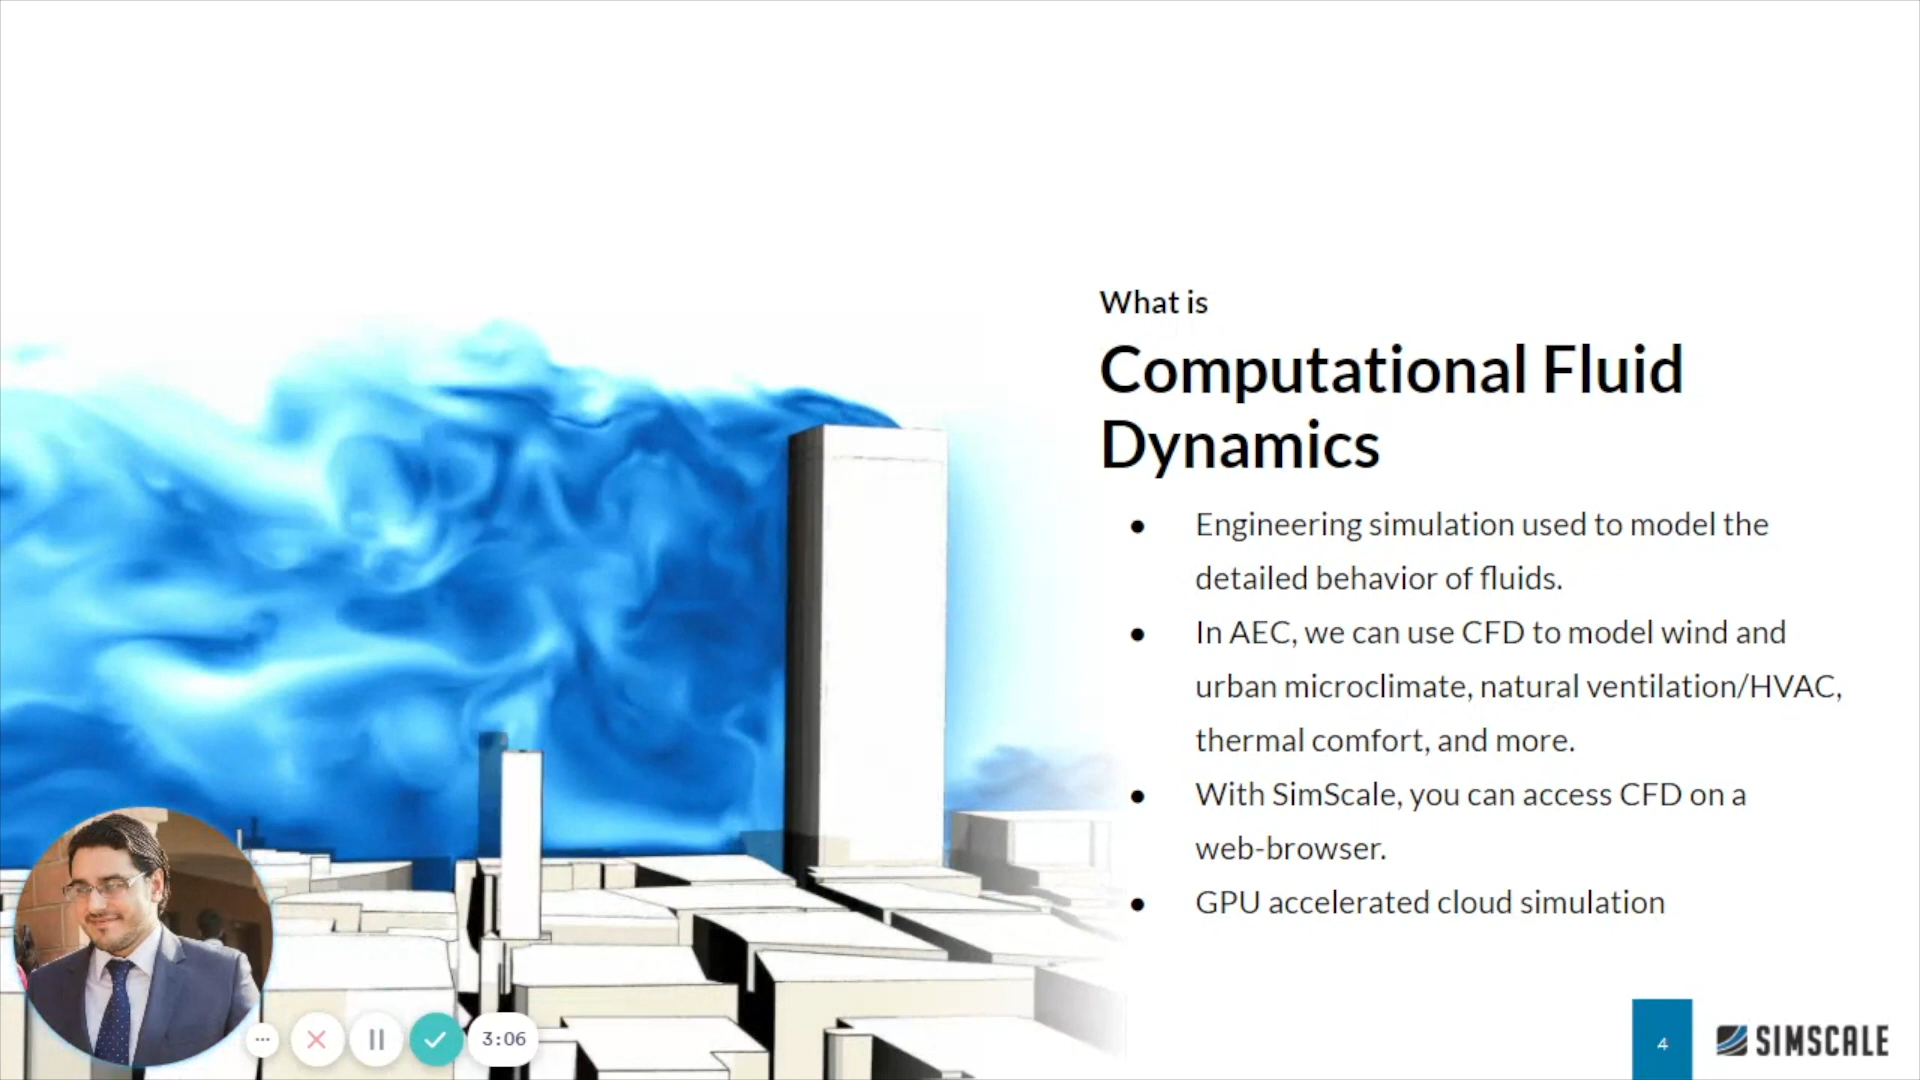 What is
Computational Fluid
Dynamics
● Engineering simulation used to model the
detailed behavior of fluids.
● In AEC, we can use CFD to model wind and
urban microclimate, natural ventilation/HVAC,
thermal comfort, and more.
● With SimScale, you can access CFD on a
web-browser.
● GPU accelerated cloud simulation
3:06
4
SIMSCALE